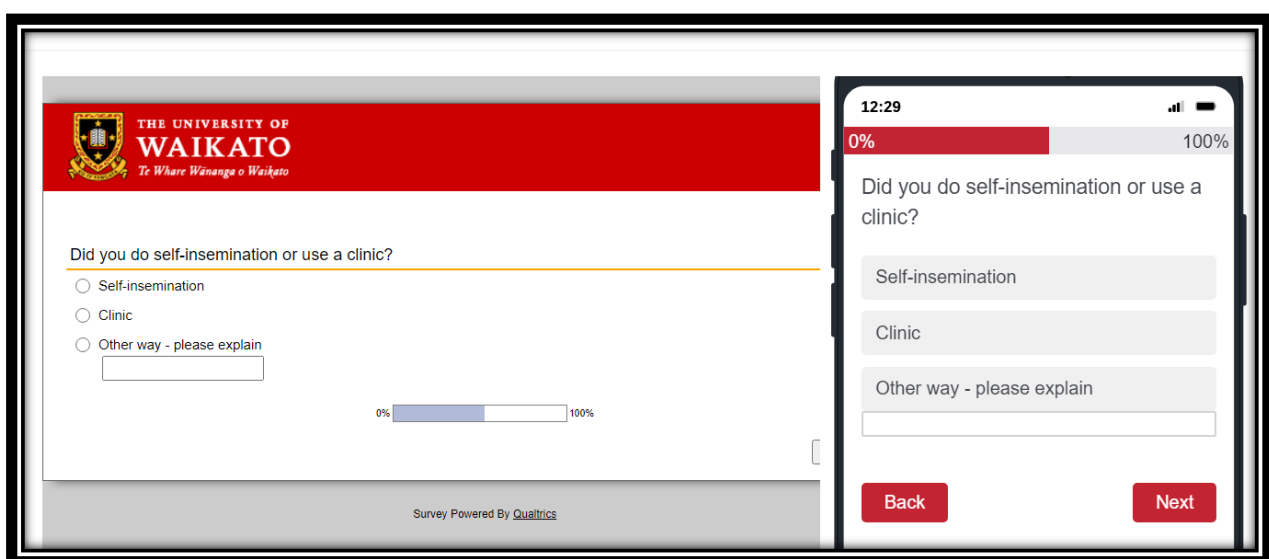 THE UNIVERSITY OF
WAIKATO
Te Whare Wānanga o Waikato
Did you do self-insemination or use a clinic?
Self-insemination
Clinic
Other way - please explain
0%
100%
Survey Powered By Qualtrics
12:29
0%
100%
Did you do self-insemination or use a
clinic?
Self-insemination
Clinic
Other way - please explain
Back
Next